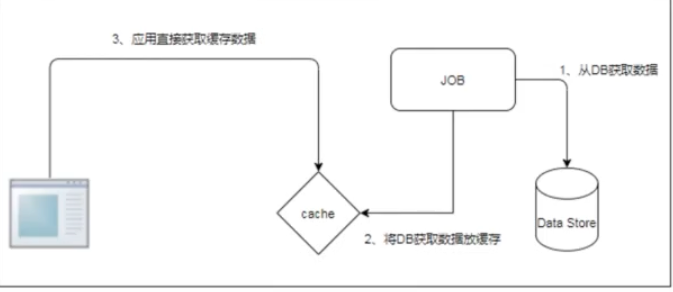 3、应用直接获取缓存数据
JOB
1、从DB获取数据
cache
Data Store
2、将DB获取数据放缓存